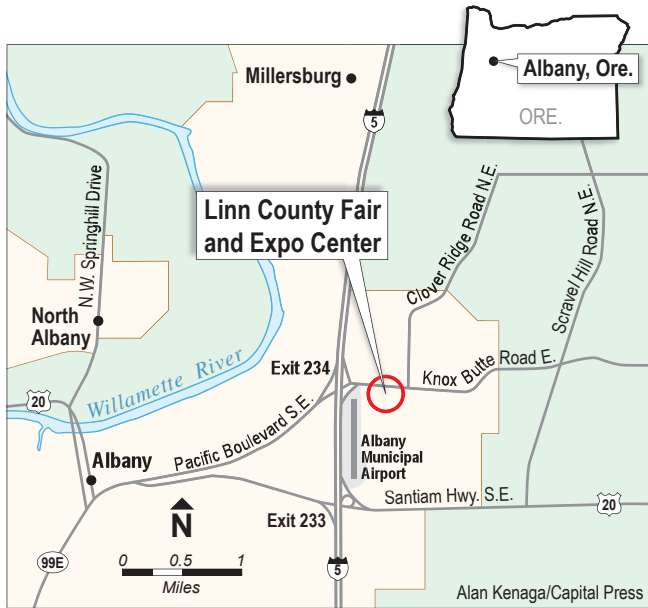 Millersburg
Albany, Ore.
ORE.
5
Linn County Fair
and Expo Center
N.W. Springhill Drive
Clover Ridge Road N.E.
Scravel Hill Road N.E.
North
Albany
Willamette River
Exit 234
Knox Butte Road E.
20
Pacific Boulevard S.E.
Albany
Municipal
Airport
Albany
Santiam Hwy. S.E.
20
N
Exit 233
99E
0 0.5 1
Miles
5
Alan Kenaga/Capital Press